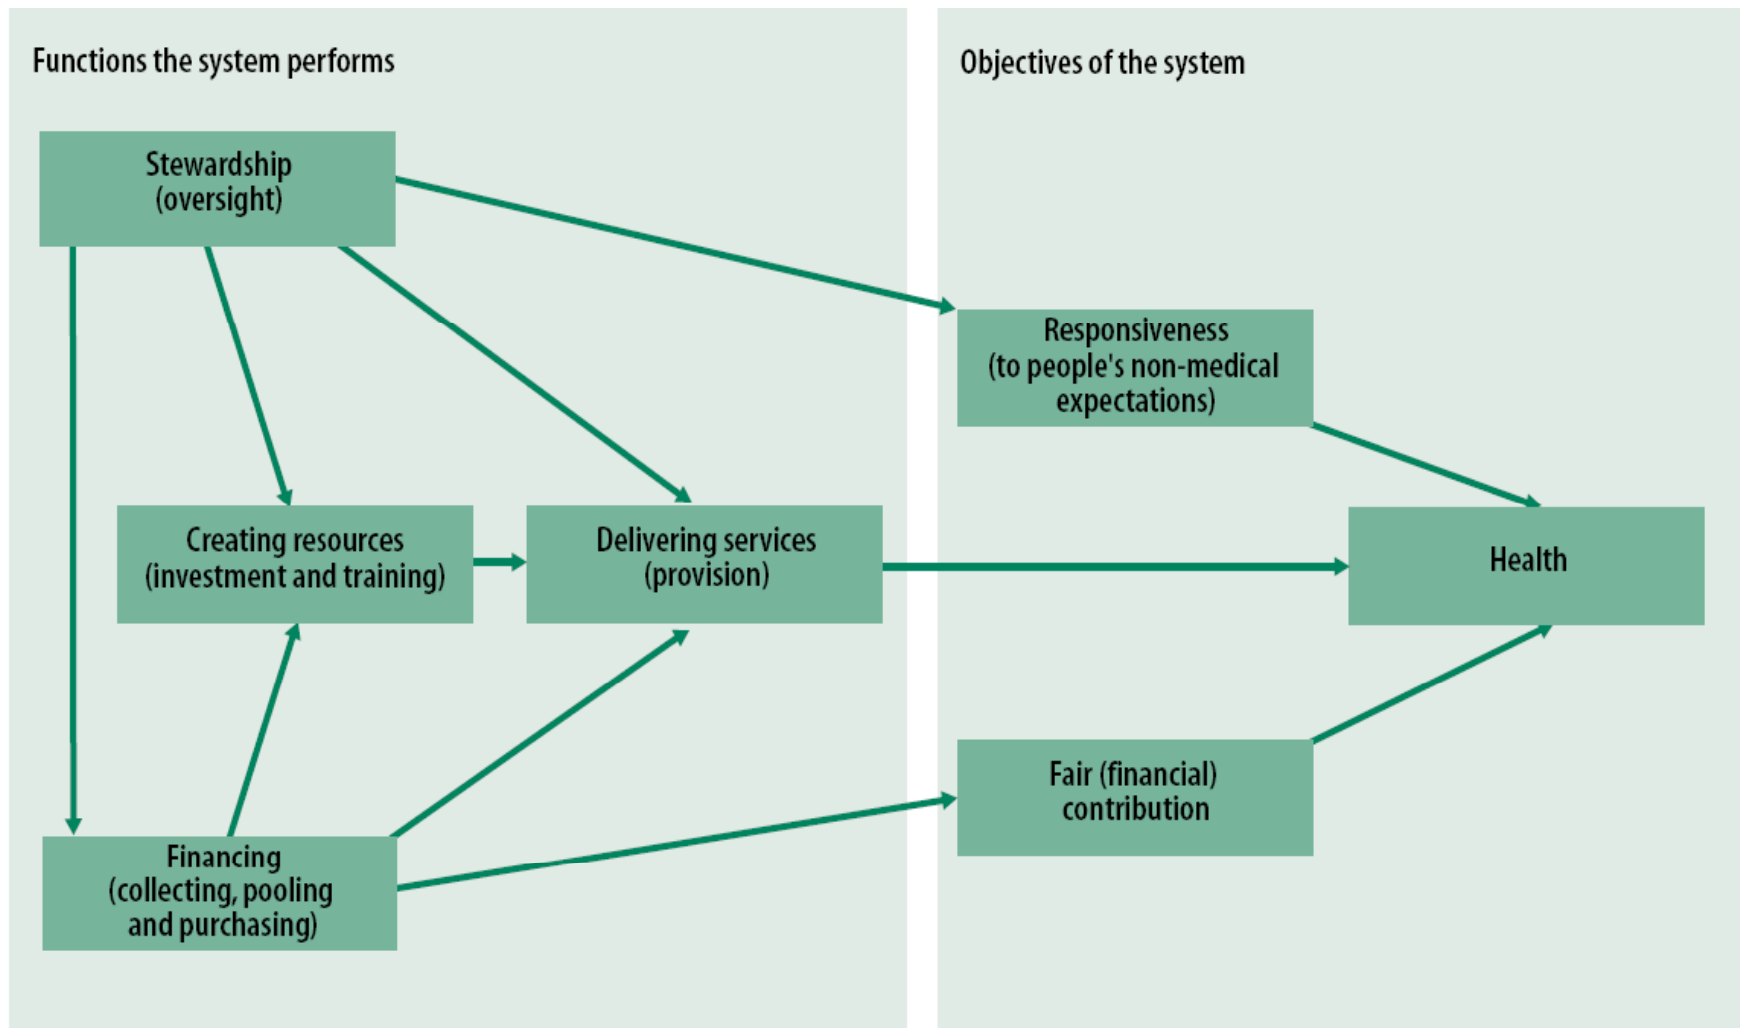 Functions the system performs
Stewardship
(oversight)
Creating resources
(investment and training)
Delivering services
(provision)
Financing
(collecting, pooling
and purchasing)
Objectives of the system
Responsiveness
(to people's non-medical
expectations)
Health
Fair (financial)
contribution